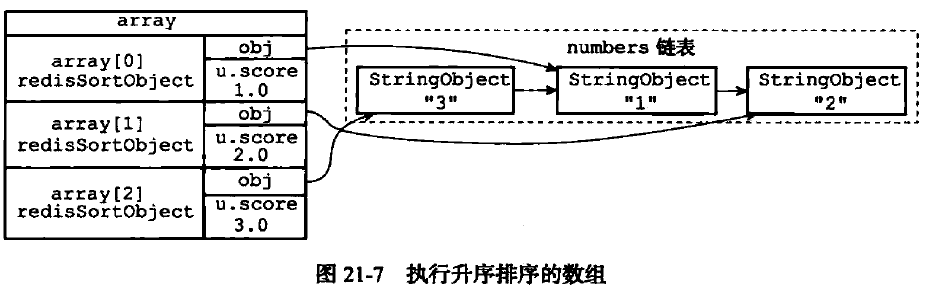 array
array[0]
redisSortObject
obj
u.score
1.0
array[1]
redisSortObject
obj
u.score
2.0
array[2]
redisSortObject
obj
u.score
3.0
numbers 链表
StringObject
"3"
StringObject
"1"
StringObject
"2"
图 21-7 执行升序排序的数组